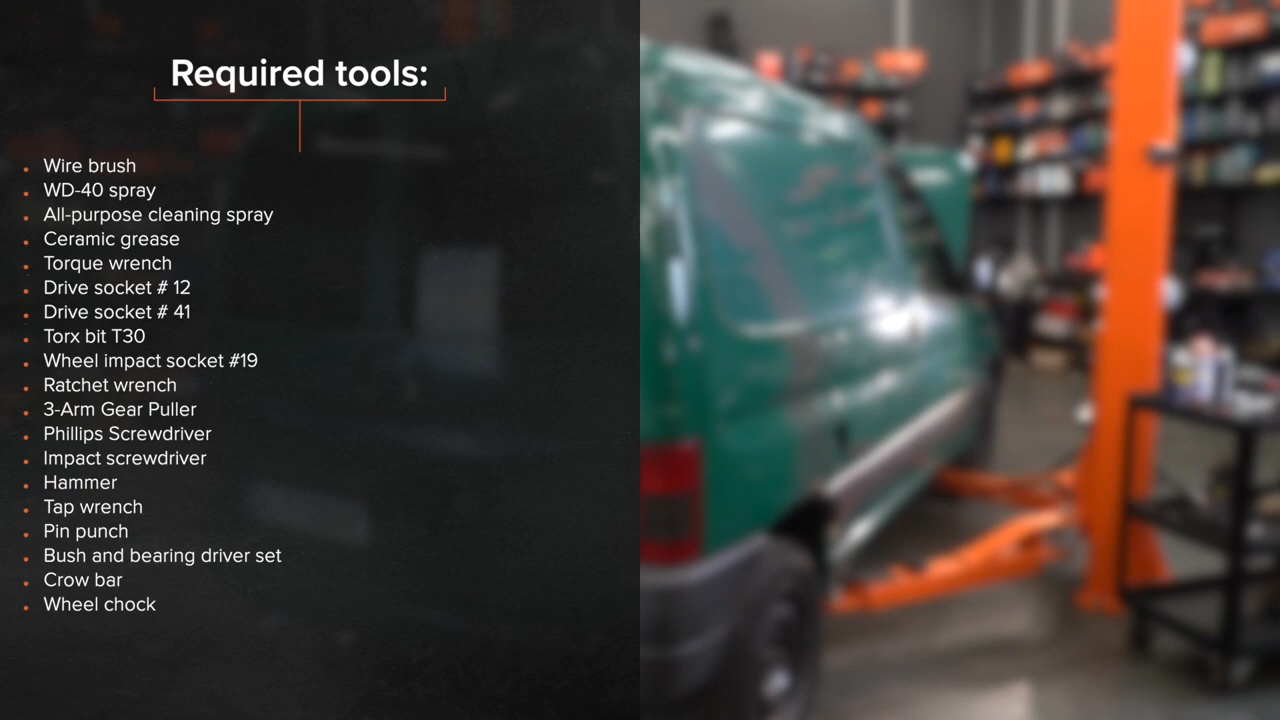 Required tools:
Wire brush
WD-40 spray
All-purpose cleaning spray
Ceramic grease
Torque wrench
Drive socket # 12
Drive socket # 41
Torx bit T30
Wheel impact socket #19
Ratchet wrench
3-Arm Gear Puller
Phillips Screwdriver
Impact screwdriver
Hammer
Tap wrench
Pin punch
Bush and bearing driver set
Crow bar
Wheel chock